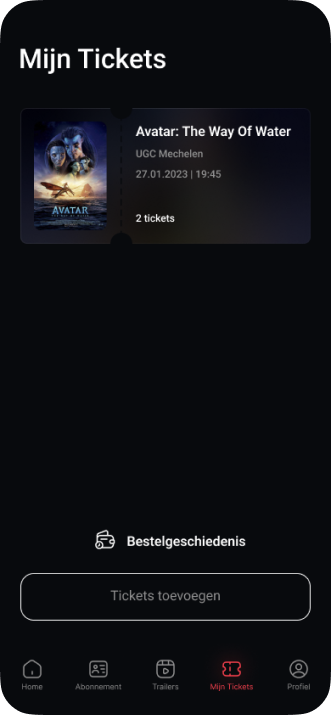 Mijn Tickets
Avatar: The Way Of Water
UGC Mechelen
27.01.2023 | 19:45
2 tickets
AVATAR
Bestelgeschiedenis
Tickets toevoegen
Home
Abonnement
Trailers
Mijn Tickets
Profiel